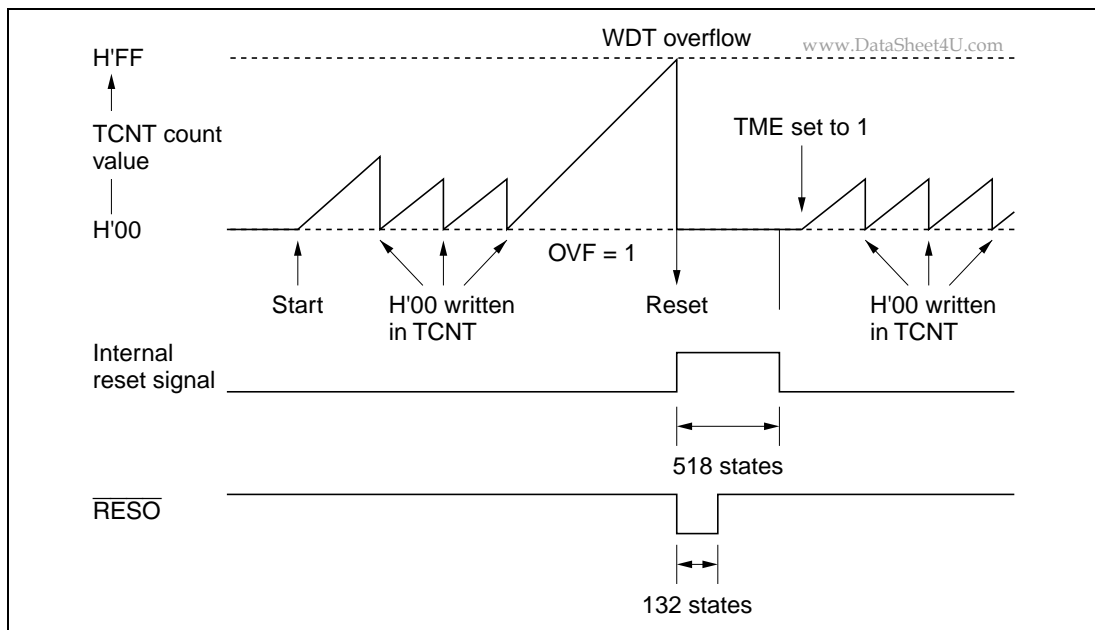 WDT overflow
www.DataSheet4U.com
H'FF
TCNT count
value
TME set to 1
H'00
OVF = 1
Start
H'00 written
in TCNT
Reset
H'00 written
in TCNT
Internal
reset signal
518 states
RESO
132 states